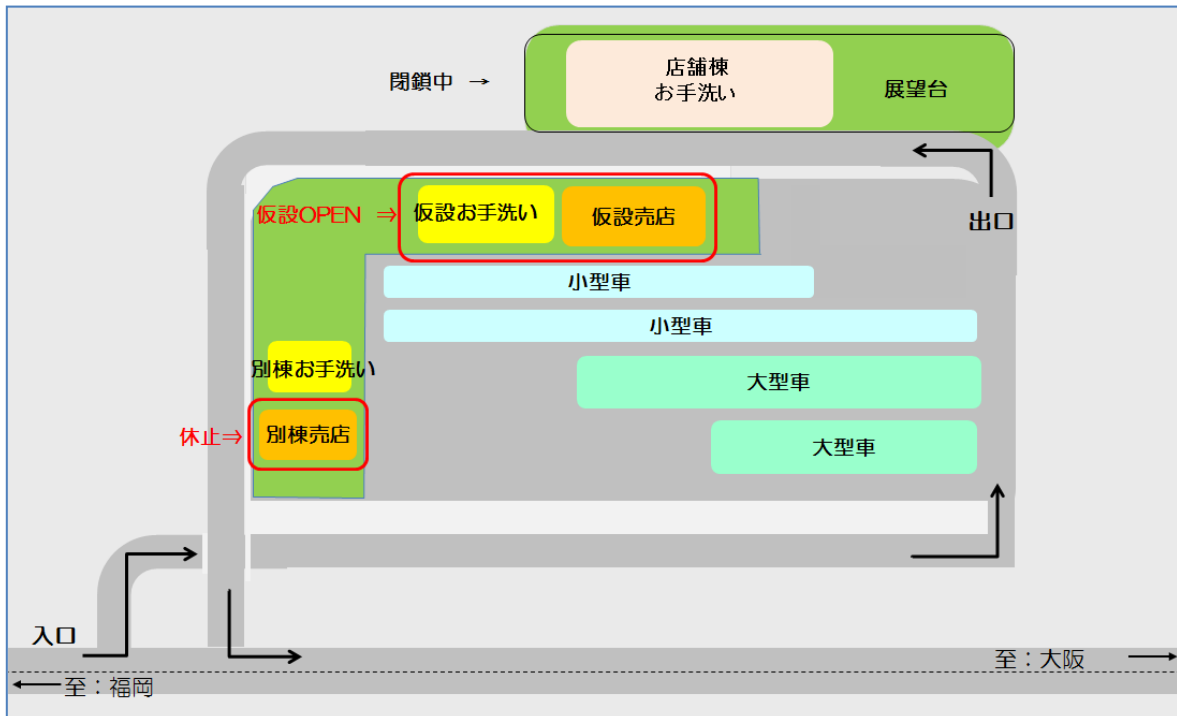 閉鎖中 →
店舗棟
お手洗い
展望台
仮設OPEN ⇒
仮設お手洗い
仮設売店
出口
小型車
小型車
別棟お手洗い
大型車
休止⇒
別棟売店
大型車
入口
至：大阪
至：福岡